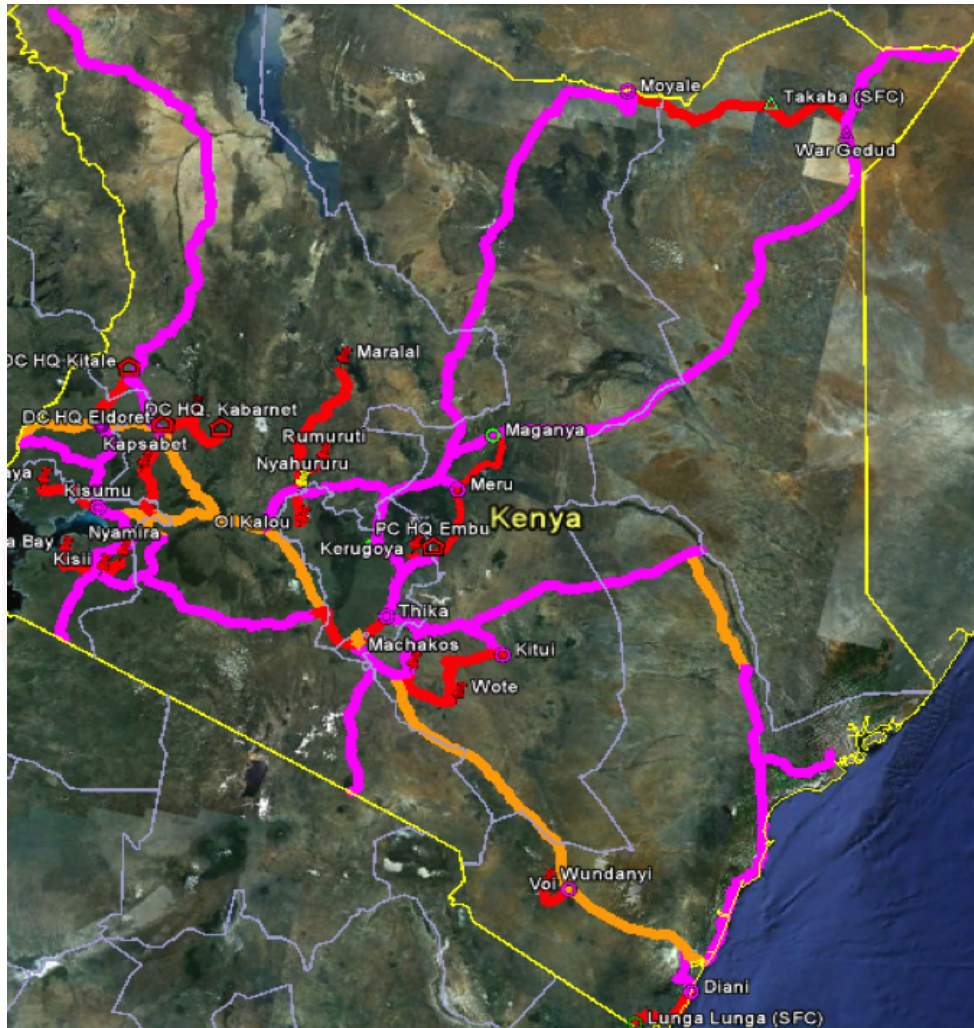 Moyale
Takaba (SFC)
War Gedud
DC HQ Kitale
Maralal
DC HQ Eldoret
DC HQ. Kabarnet
Kapsabet
Rumuruti
Maganya
Nyahururu
aya
Kisumu
Meru
Ol Kalou
Kenya
PC HQ Embu
Nyamira
a Bay
Kerugoya
Kisii
Thika
Machakos
Kitui
Wote
Wundanyi
Voi
Diani
Lunga Lunga (SFC)